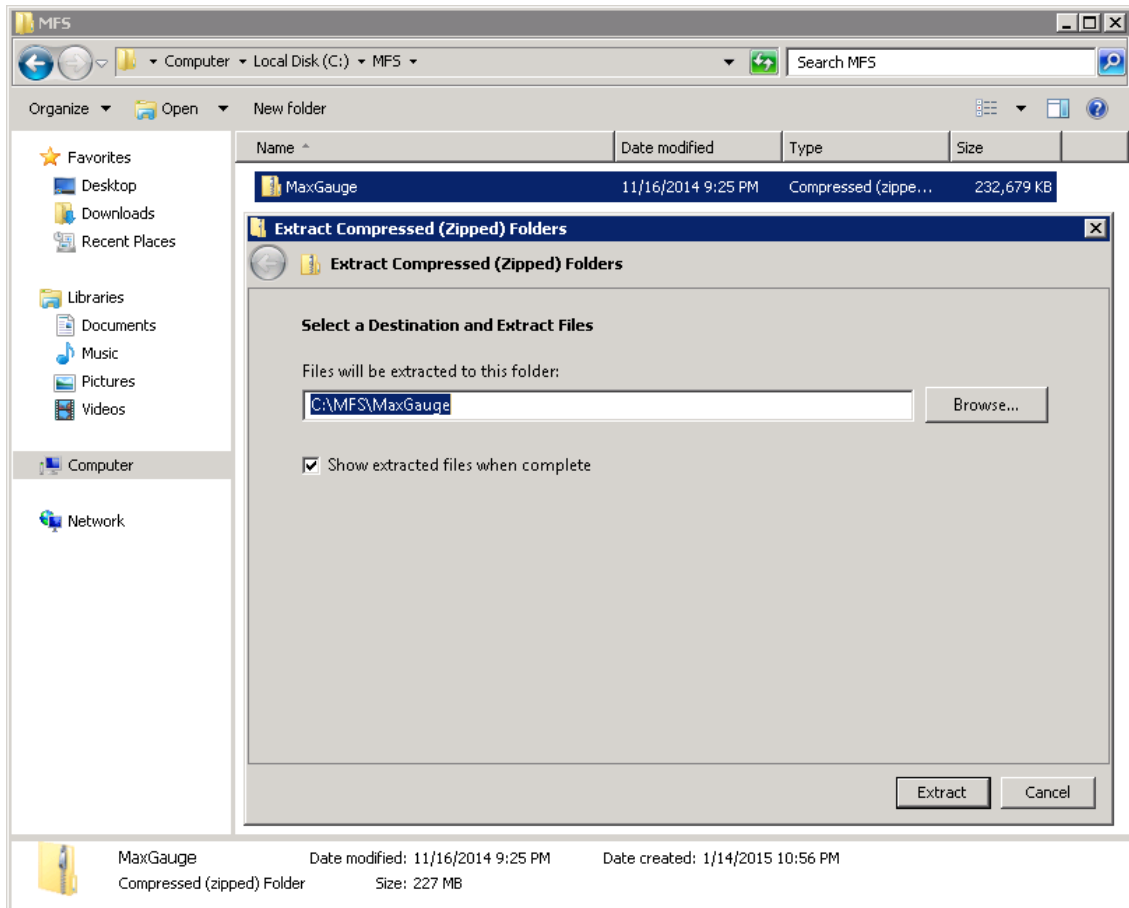 MFS
Computer Local Disk (C:) MFS
Search MFS
Organize Open New folder
Name Date modified Type Size
Favorites
Desktop
Downloads
Recent Places
Libraries
Documents
Music
Pictures
Videos
Computer
Network
MaxGauge 11/16/2014 9:25 PM Compressed (zippe... 232,679 KB
Extract Compressed (Zipped) Folders
Extract Compressed (Zipped) Folders
Select a Destination and Extract Files
Files will be extracted to this folder:
C:\MFS\MaxGauge
Browse...
Show extracted files when complete
Extract Cancel
MaxGauge Date modified: 11/16/2014 9:25 PM Date created: 1/14/2015 10:56 PM
Compressed (zipped) Folder Size: 227 MB